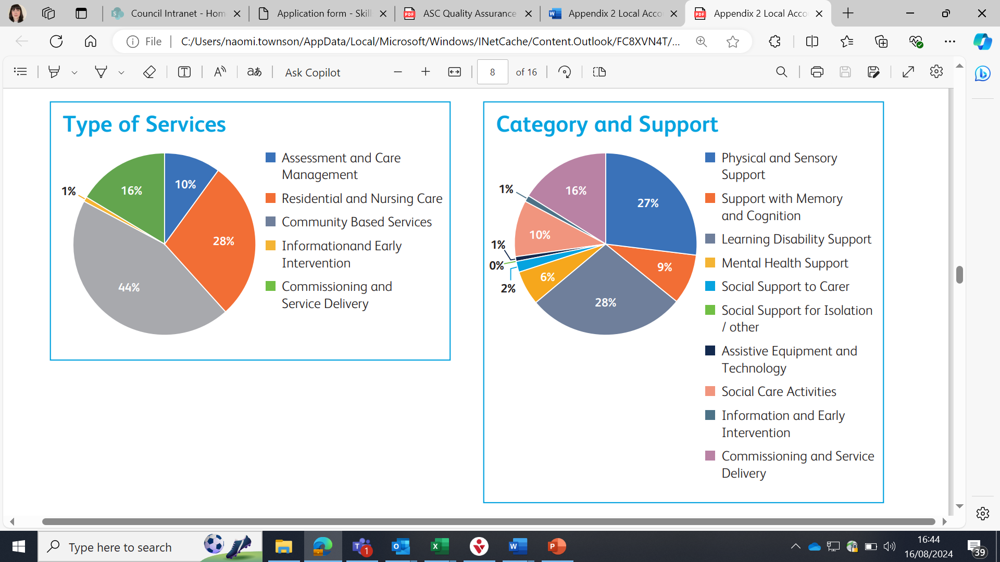 Council Intranet - Hom
Application form - Skill
ASC Quality Assurance
Appendix 2 Local Acco
Appendix 2 Local Acco
File
C:/Users/naomi.townson/AppData/Local/Microsoft/Windows/INetCache/Content.Outlook/FC8XVN4T/...
Ask Copilot
8 of 16
Type of Services
10%
28%
44%
1%
16%
Assessment and Care
Management
Residential and Nursing Care
Community Based Services
Informationand Early
Intervention
Commissioning and
Service Delivery
Category and Support
27%
9%
28%
6%
2%
0%
1%
10%
1%
16%
Physical and Sensory
Support
Support with Memory
and Cognition
Learning Disability Support
Mental Health Support
Social Support to Carer
Social Support for Isolation
/ other
Assistive Equipment and
Technology
Social Care Activities
Information and Early
Intervention
Commissioning and Service
Delivery
Type here to search
1
16:44
16/08/2024
39